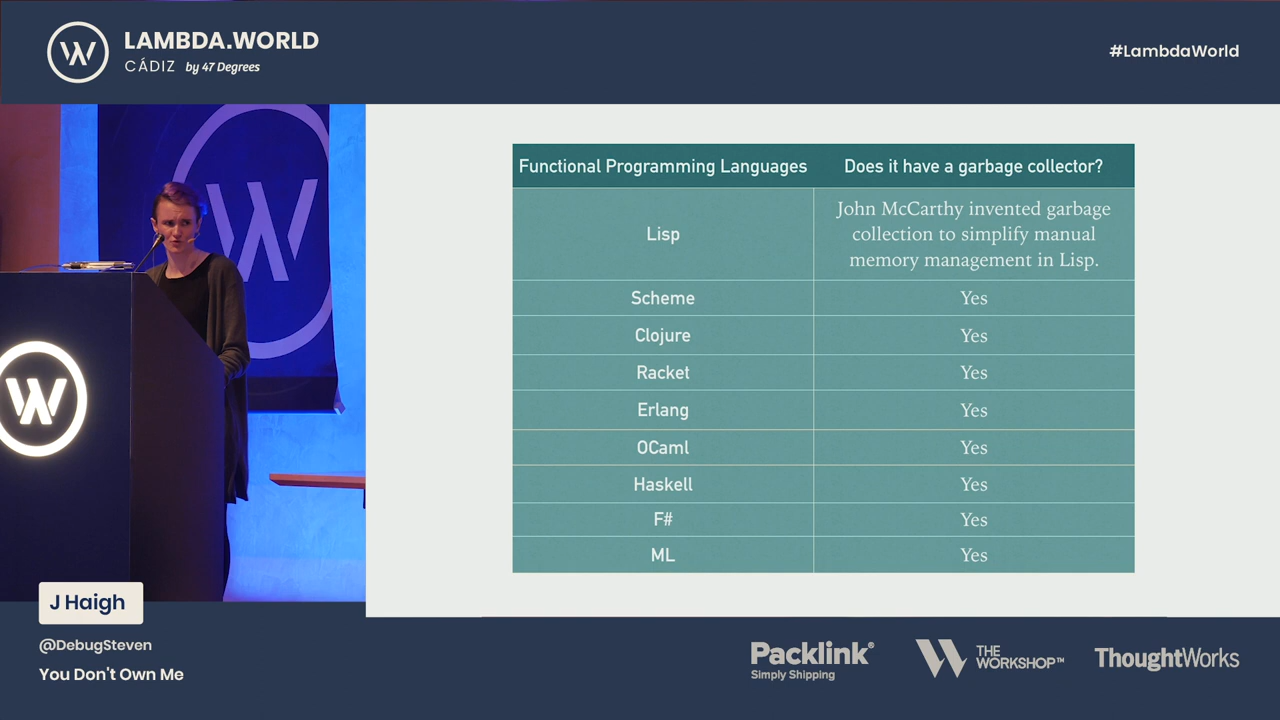 LAMBDA.WORLD
CÁDIZ by 47 Degrees
#LambdaWorld
Functional Programming Languages Does it have a garbage collector?
Lisp
John McCarthy invented garbage
collection to simplify manual
memory management in Lisp.
Scheme Yes
Clojure Yes
Racket Yes
Erlang Yes
OCaml Yes
Haskell Yes
F# Yes
ML Yes
J Haigh
@DebugSteven
You Don't Own Me
Packlink®
Simply Shipping
THE
WORKSHOP™
ThoughtWorks